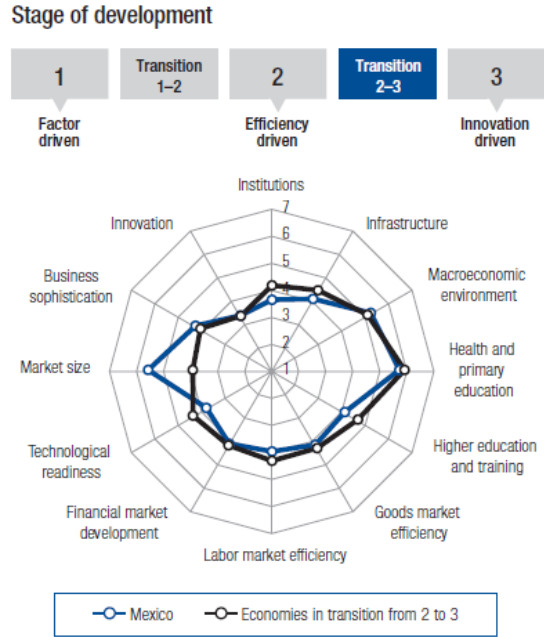 Stage of development
1
Transition
1–2
2
Transition
2–3
3
Factor
driven
Efficiency
driven
Innovation
driven
Institutions
Infrastructure
Macroeconomic
environment
Health and
primary
education
Higher education
and training
Goods market
efficiency
Labor market efficiency
Financial market
development
Technological
readiness
Market size
Business
sophistication
Innovation
7
6
5
4
3
2
1
Mexico
Economies in transition from 2 to 3